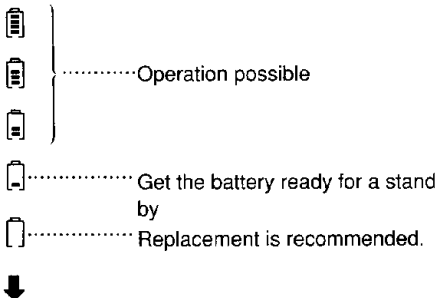 Operation possible
Get the battery ready for a stand
by
Replacement is recommended.